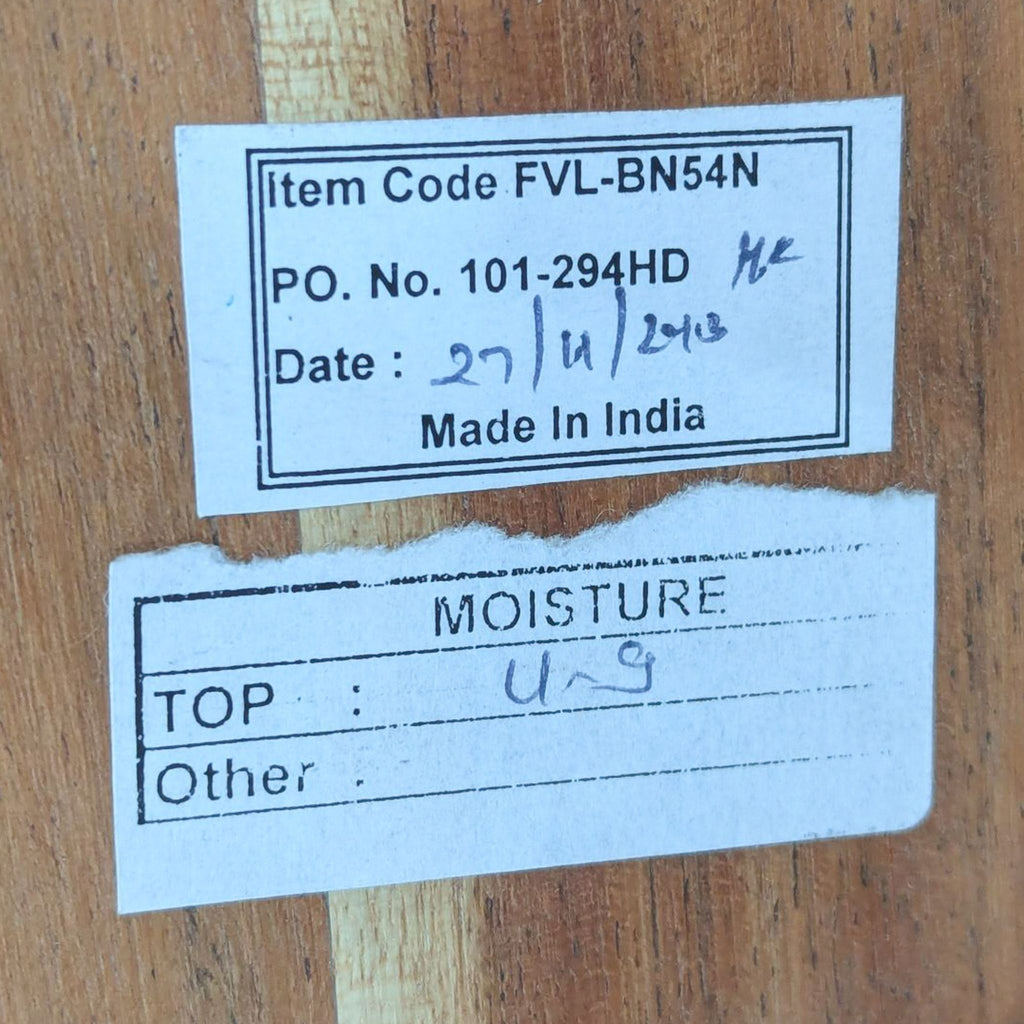 Item Code FVL-BN54N
PO. No. 101-294HD
Date : 27/11/2013
Made In India
MOISTURE
TOP :
Other :